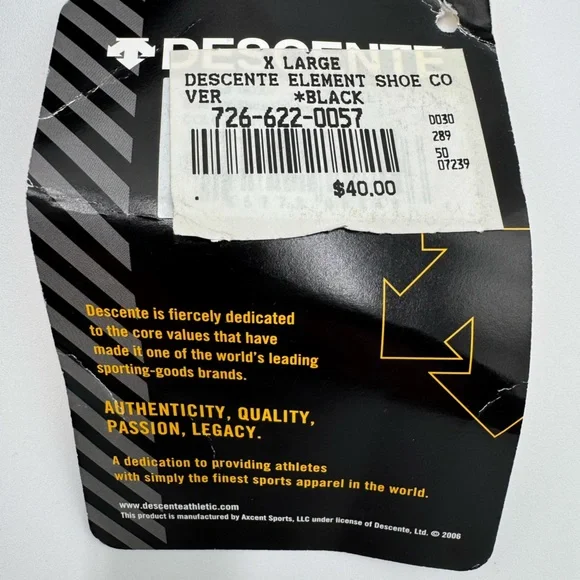 DESCENTE
X LARGE
DESCENTE ELEMENT SHOE CO
VER *BLACK
726-622-0057
D030
289
50
07239
$40.00
Descente is fiercely dedicated
to the core values that have
made it one of the world's leading
sporting-goods brands.
AUTHENTICITY, QUALITY,
PASSION, LEGACY.
A dedication to providing athletes
with simply the finest sports apparel in the world.
www.descenteathletic.com
This product is manufactured by Axcent Sports, LLC under license of Descente, Ltd. © 2006